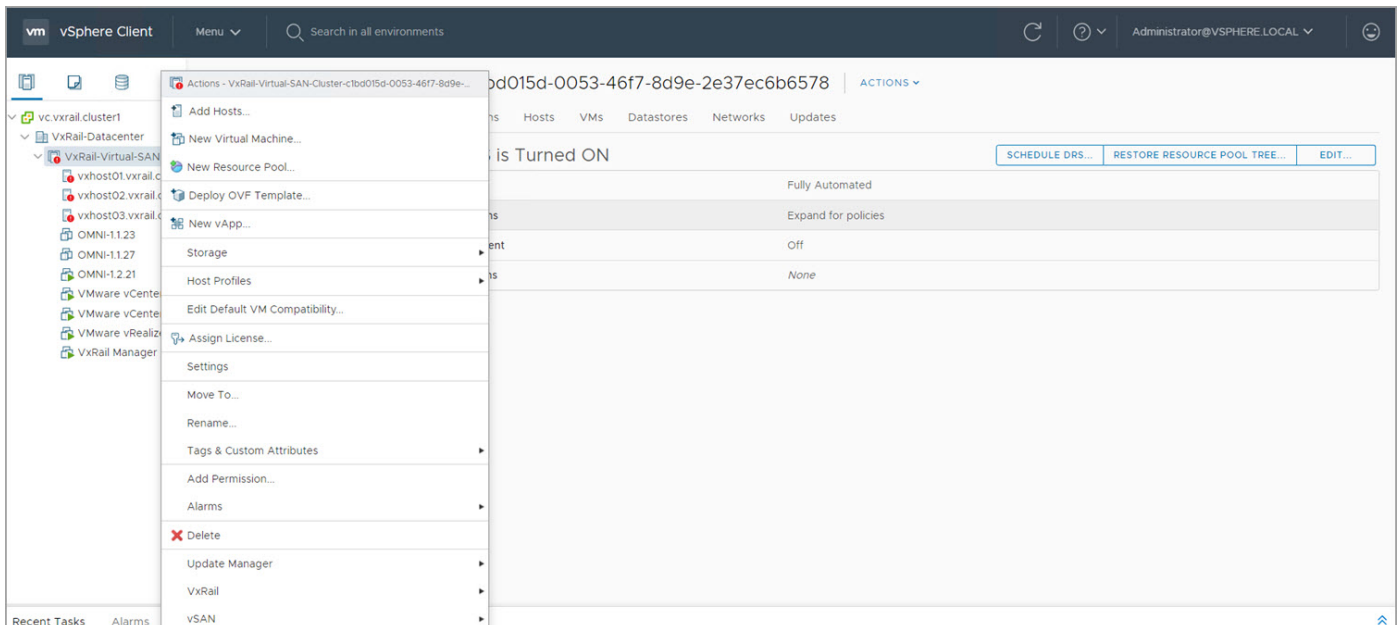 vm vSphere Client Menu Search in all environments Administrator@VSPHERE.LOCAL
Actions - VxRail-Virtual-SAN-Cluster-c1bd015d-0053-46f7-8d9e-...
bd015d-0053-46f7-8d9e-2e37ec6b6578 ACTIONS
vc.vxrail.cluster1
VxRail-Datacenter
VxRail-Virtual-SAN
vxhost01.vxrail.c
vxhost02.vxrail.c
vxhost03.vxrail.c
OMNI-1.1.23
OMNI-1.1.27
OMNI-1.2.21
VMware vCente
VMware vCente
VMware vRealiz
VxRail Manager
Add Hosts...
New Virtual Machine...
New Resource Pool...
Deploy OVF Template...
New vApp...
Storage
Host Profiles
Edit Default VM Compatibility...
Assign License...
Settings
Move To...
Rename...
Tags & Custom Attributes
Add Permission...
Alarms
Delete
Update Manager
VxRail
vSAN
ns Hosts VMs Datastores Networks Updates
is Turned ON
SCHEDULE DRS... RESTORE RESOURCE POOL TREE... EDIT...
Fully Automated
ns Expand for policies
ent Off
ns None
Recent Tasks Alarms